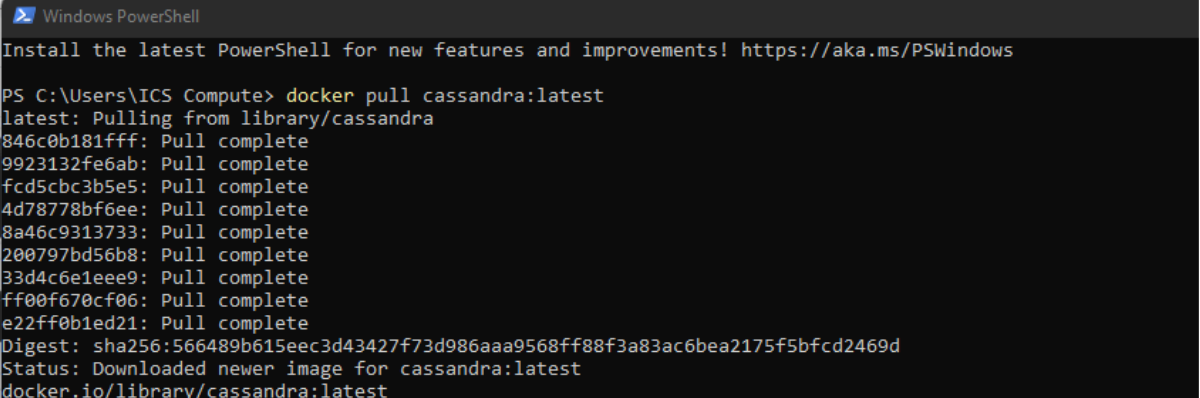 Windows PowerShell
Install the latest PowerShell for new features and improvements! https://aka.ms/PSWindows
PS C:\Users\ICS Compute> docker pull cassandra:latest
latest: Pulling from library/cassandra
846c0b181fff: Pull complete
9923132fe6ab: Pull complete
fcd5cbc3b5e5: Pull complete
4d78778bf6ee: Pull complete
8a46c9313733: Pull complete
200797bd56b8: Pull complete
33d4c6e1eee9: Pull complete
ff00f670cf06: Pull complete
e22ff0b1ed21: Pull complete
Digest: sha256:566489b615eec3d43427f73d986aaa9568ff88f3a83ac6bea2175f5bfcd2469d
Status: Downloaded newer image for cassandra:latest
docker.io/library/cassandra:latest